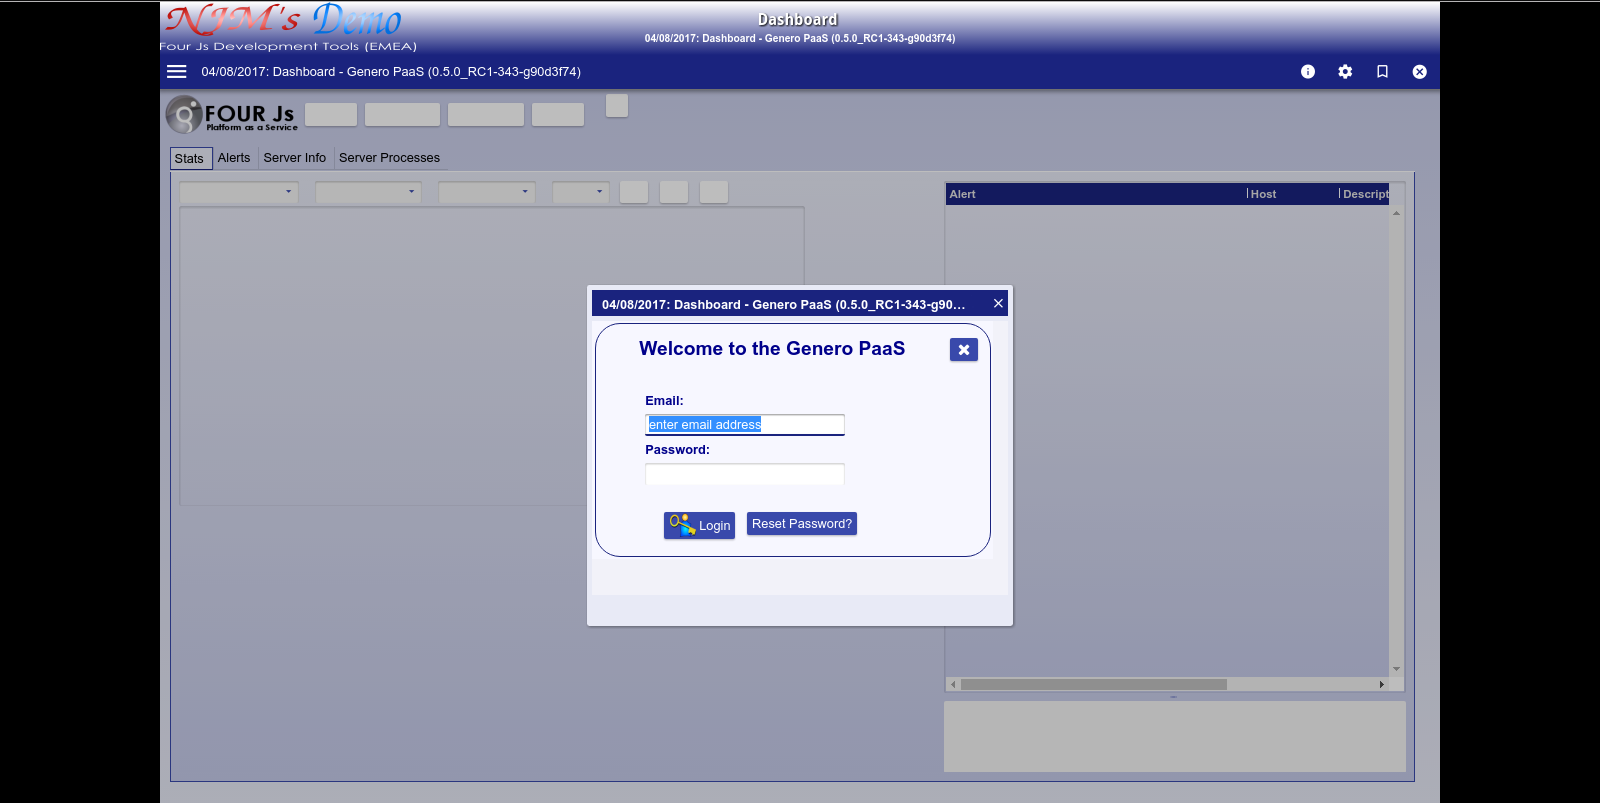 NJM's Demo
Four Js Development Tools (EMEA)
Dashboard
04/08/2017: Dashboard - Genero PaaS (0.5.0_RC1-343-g90d3f74)
04/08/2017: Dashboard - Genero PaaS (0.5.0_RC1-343-g90d3f74)
FOUR Js
Platform as a Service
Stats Alerts Server Info Server Processes
Alert Host Descript
04/08/2017: Dashboard - Genero PaaS (0.5.0_RC1-343-g90...
Welcome to the Genero PaaS
Email:
enter email address
Password:
Login Reset Password?